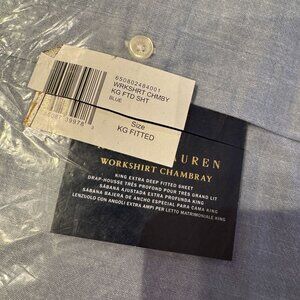 650802484001
WRKSHRT CHMBY
KG FTD SHT
BLUE
Size
KG FITTED
LAUREN
WORKSHIRT CHAMBRAY
KING EXTRA DEEP FITTED SHEET
DRAP-HOUSSE TRÈS PROFOND POUR TRÈS GRAND LIT
SÁBANA AJUSTADA EXTRA PROFUNDA KING
SÁBANA BAJERA DE ANCHO ESPECIAL PARA CAMA KING
LENZUOLO CON ANGOLI EXTRA AMPI PER LETTO MATRIMONIALE KING